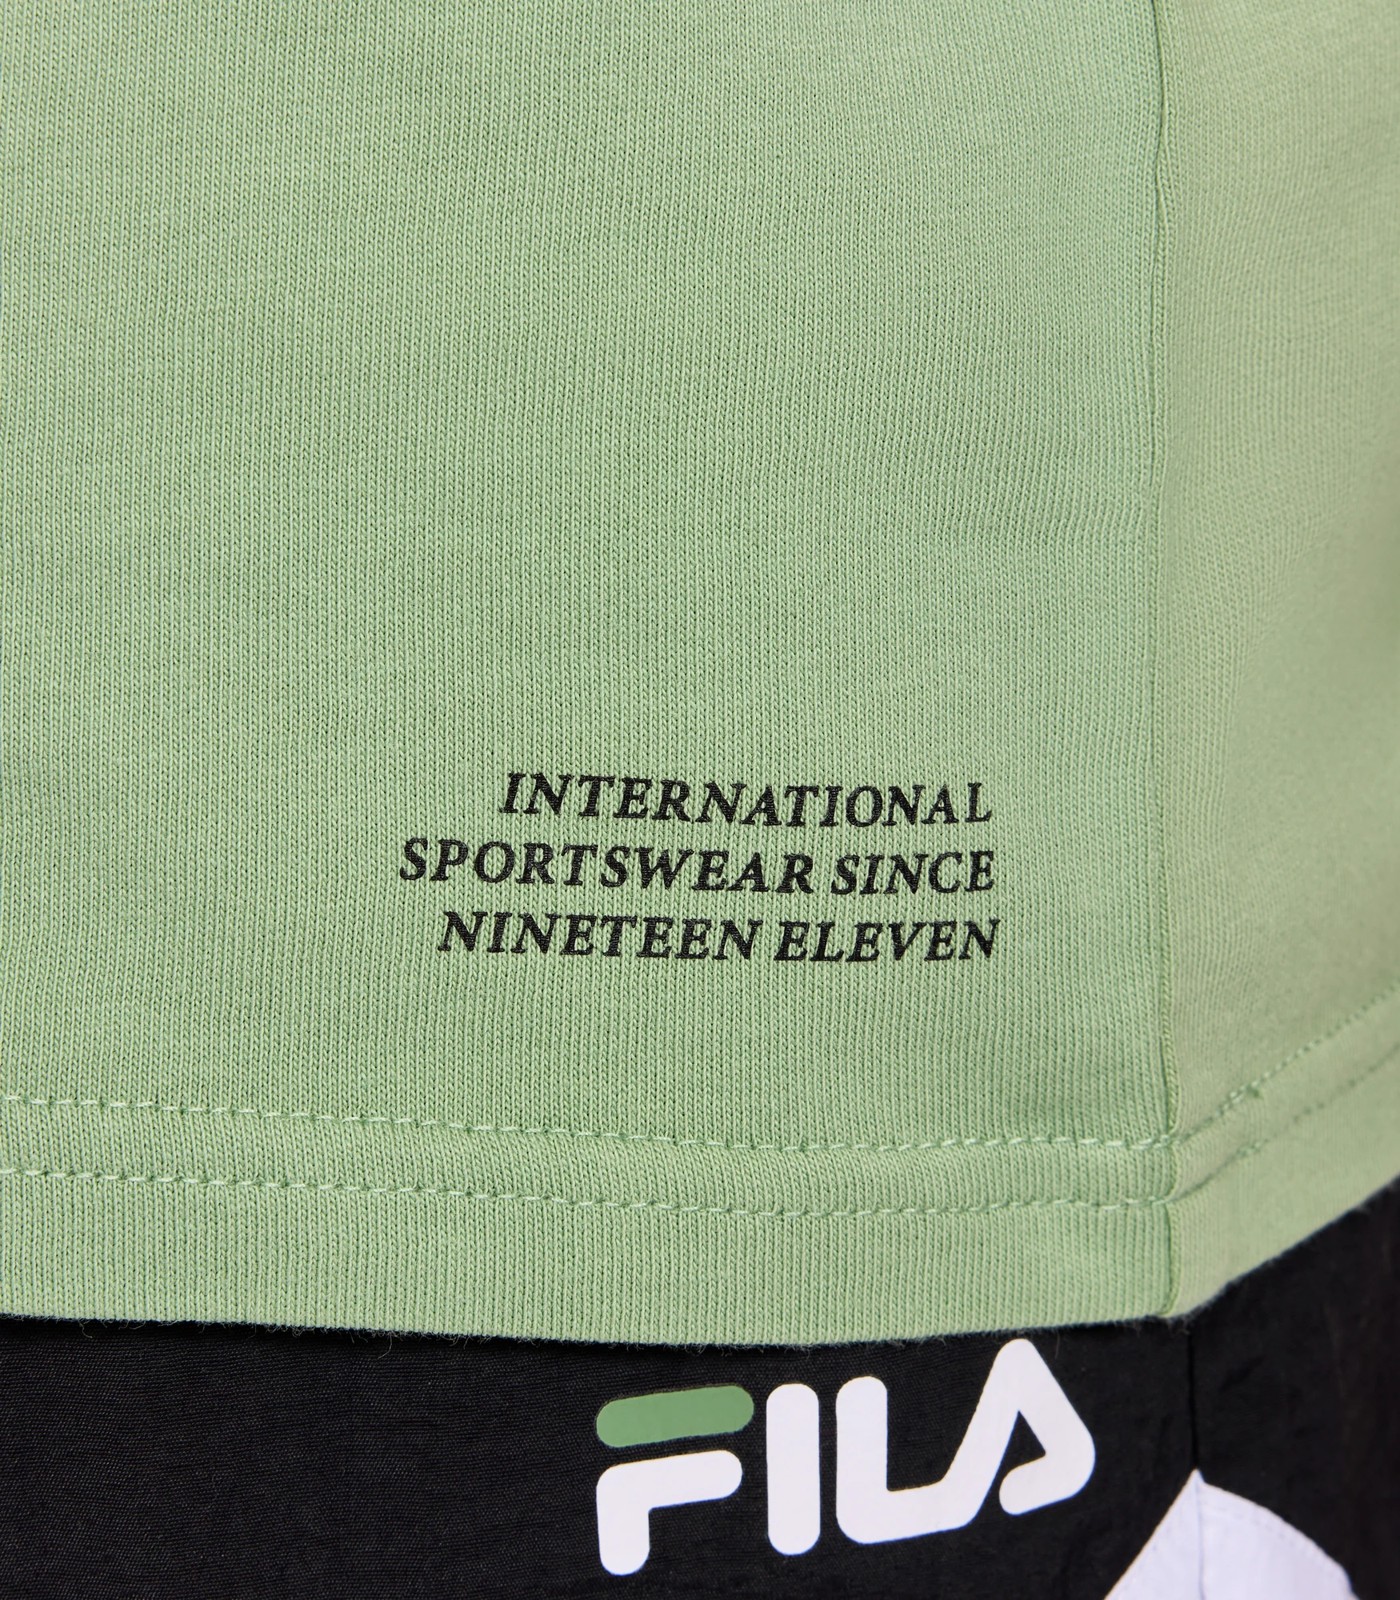 INTERNATIONAL
SPORTSWEAR SINCE
NINETEEN ELEVEN
FILA